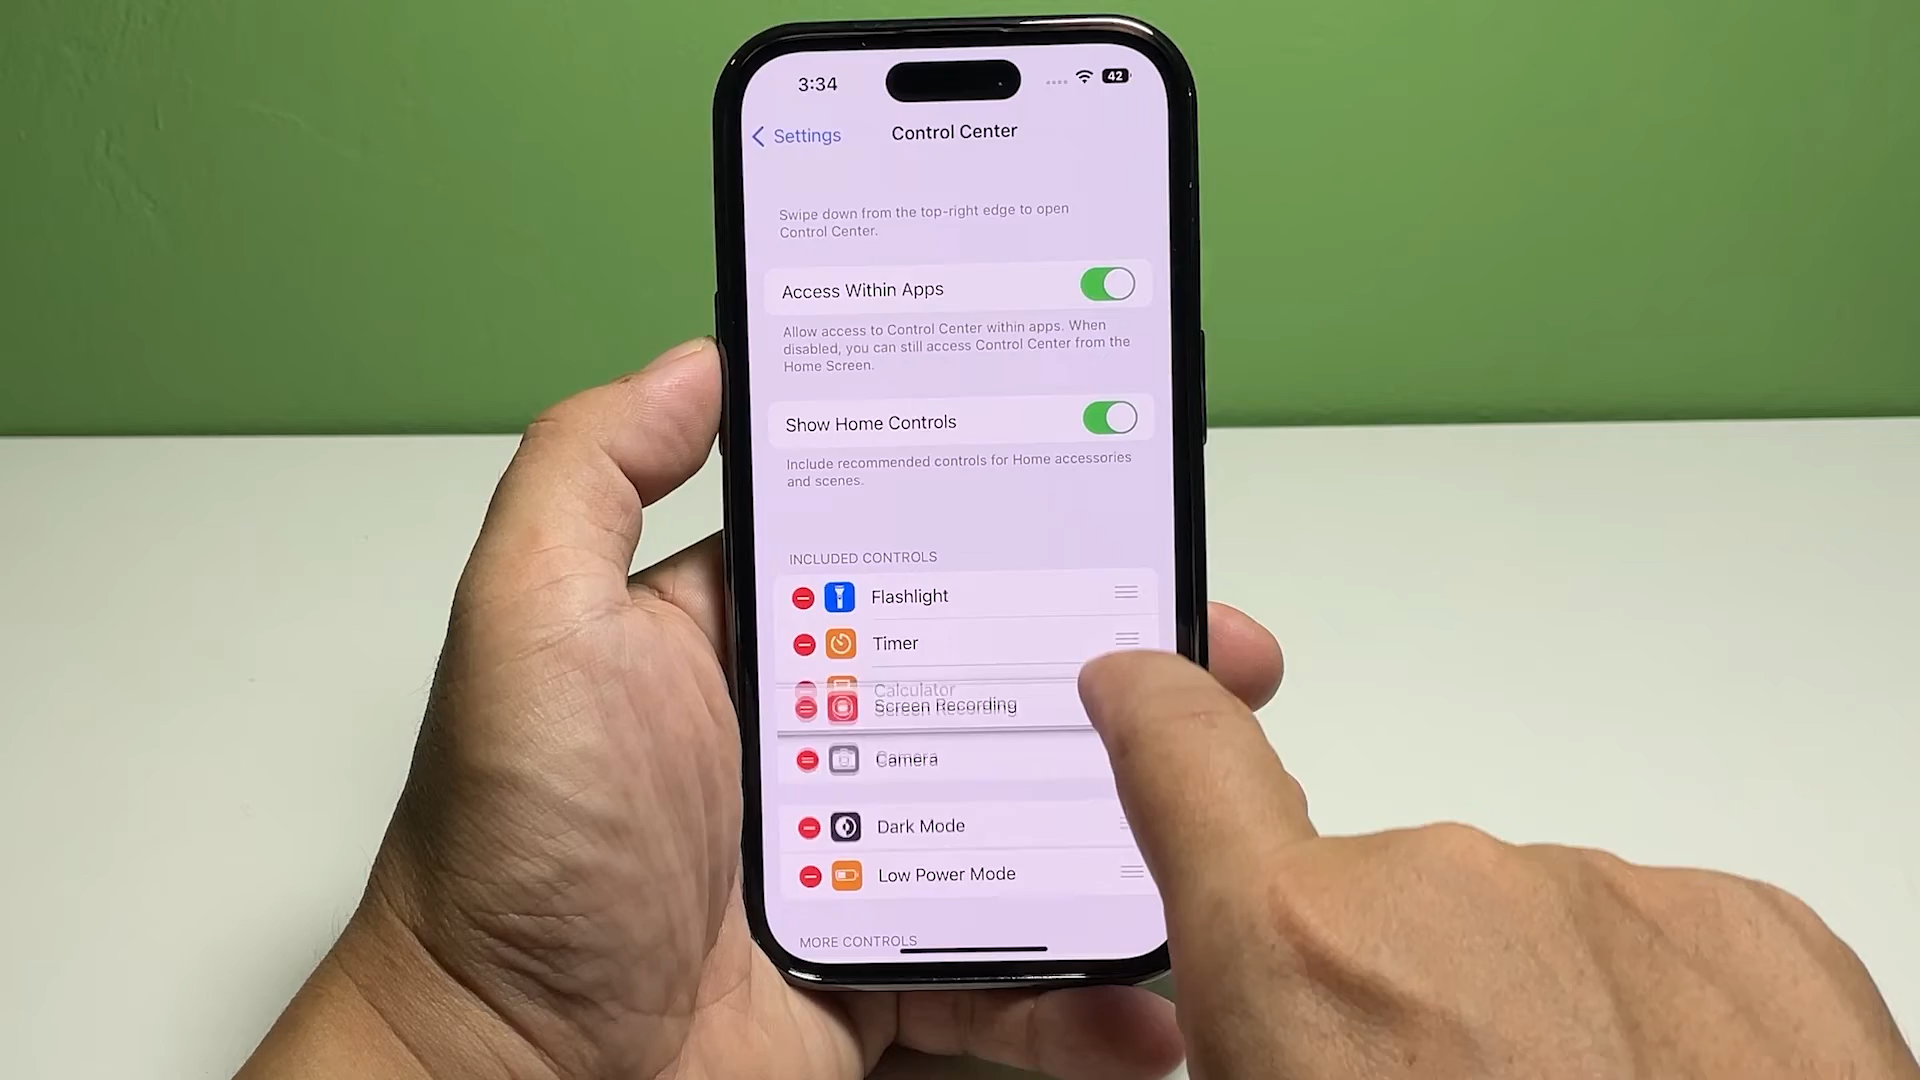 3:34
42
Settings
Control Center
Swipe down from the top-right edge to open
Control Center.
Access Within Apps
Allow access to Control Center within apps. When
disabled, you can still access Control Center from the
Home Screen.
Show Home Controls
Include recommended controls for Home accessories
and scenes.
INCLUDED CONTROLS
Flashlight
Timer
Calculator
Screen Recording
Camera
Dark Mode
Low Power Mode
MORE CONTROLS